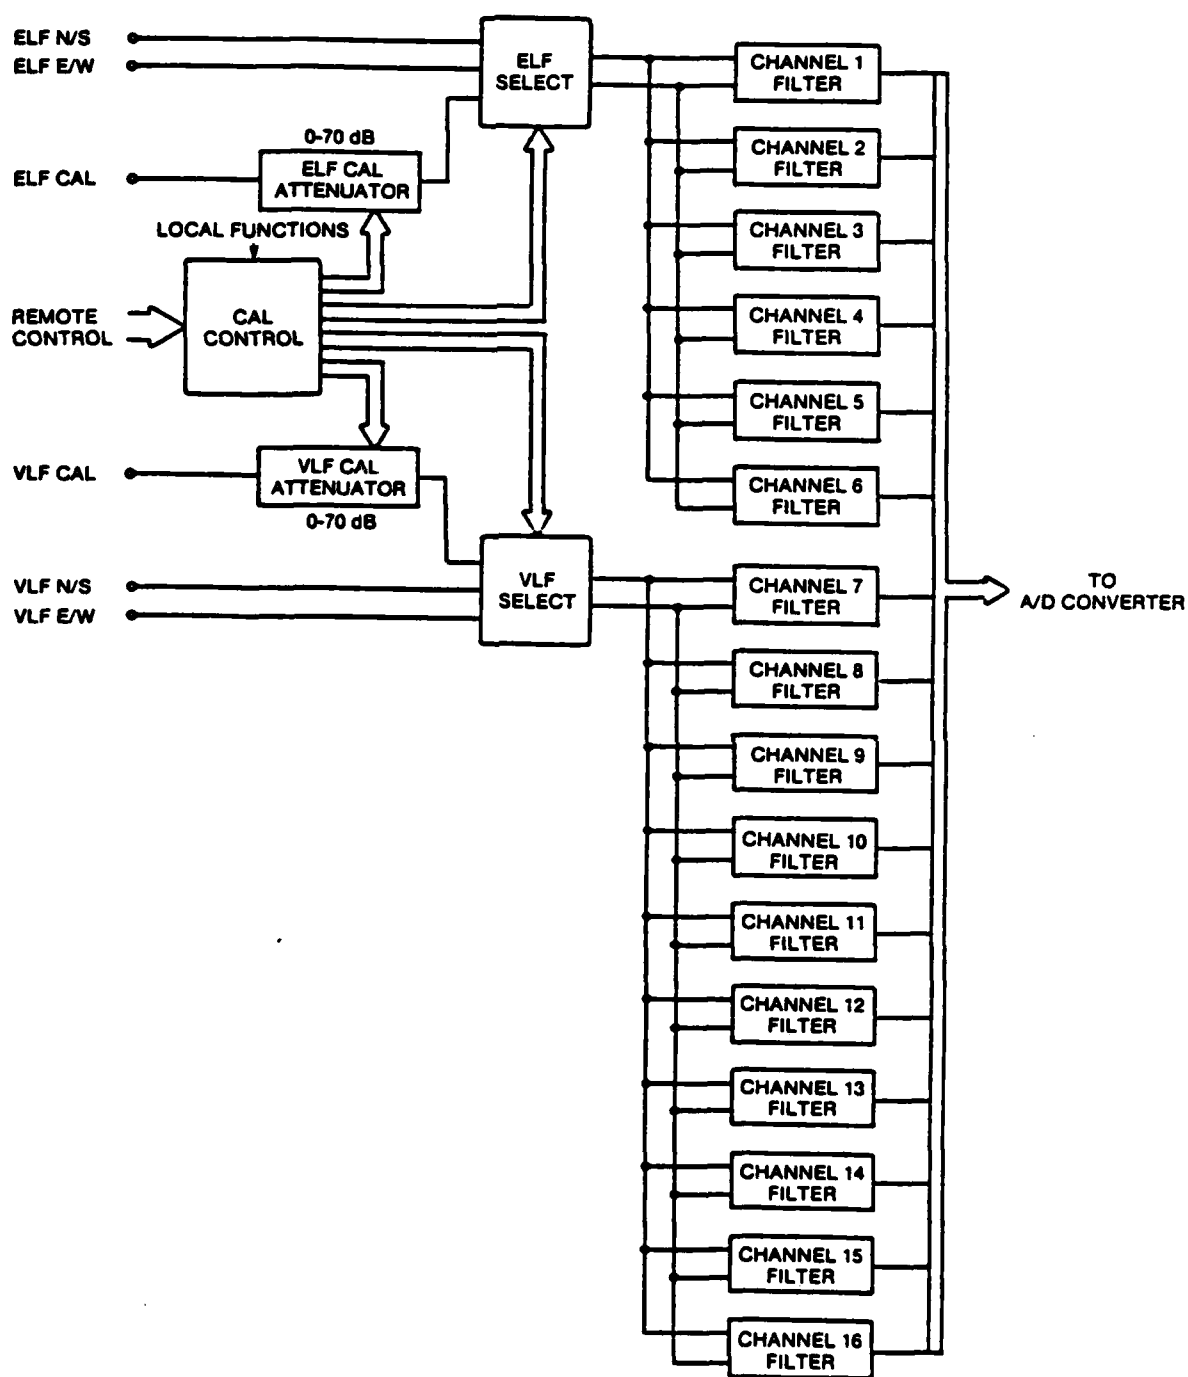 ELF N/S
ELF E/W
ELF
SELECT
0-70 dB
ELF CAL
ELF CAL
ATTENUATOR
LOCAL FUNCTIONS
REMOTE
CONTROL
CAL
CONTROL
VLF CAL
VLF CAL
ATTENUATOR
0-70 dB
VLF N/S
VLF E/W
VLF
SELECT
CHANNEL 1
FILTER
CHANNEL 2
FILTER
CHANNEL 3
FILTER
CHANNEL 4
FILTER
CHANNEL 5
FILTER
CHANNEL 6
FILTER
CHANNEL 7
FILTER
CHANNEL 8
FILTER
CHANNEL 9
FILTER
CHANNEL 10
FILTER
CHANNEL 11
FILTER
CHANNEL 12
FILTER
CHANNEL 13
FILTER
CHANNEL 14
FILTER
CHANNEL 15
FILTER
CHANNEL 16
FILTER
TO
A/D CONVERTER